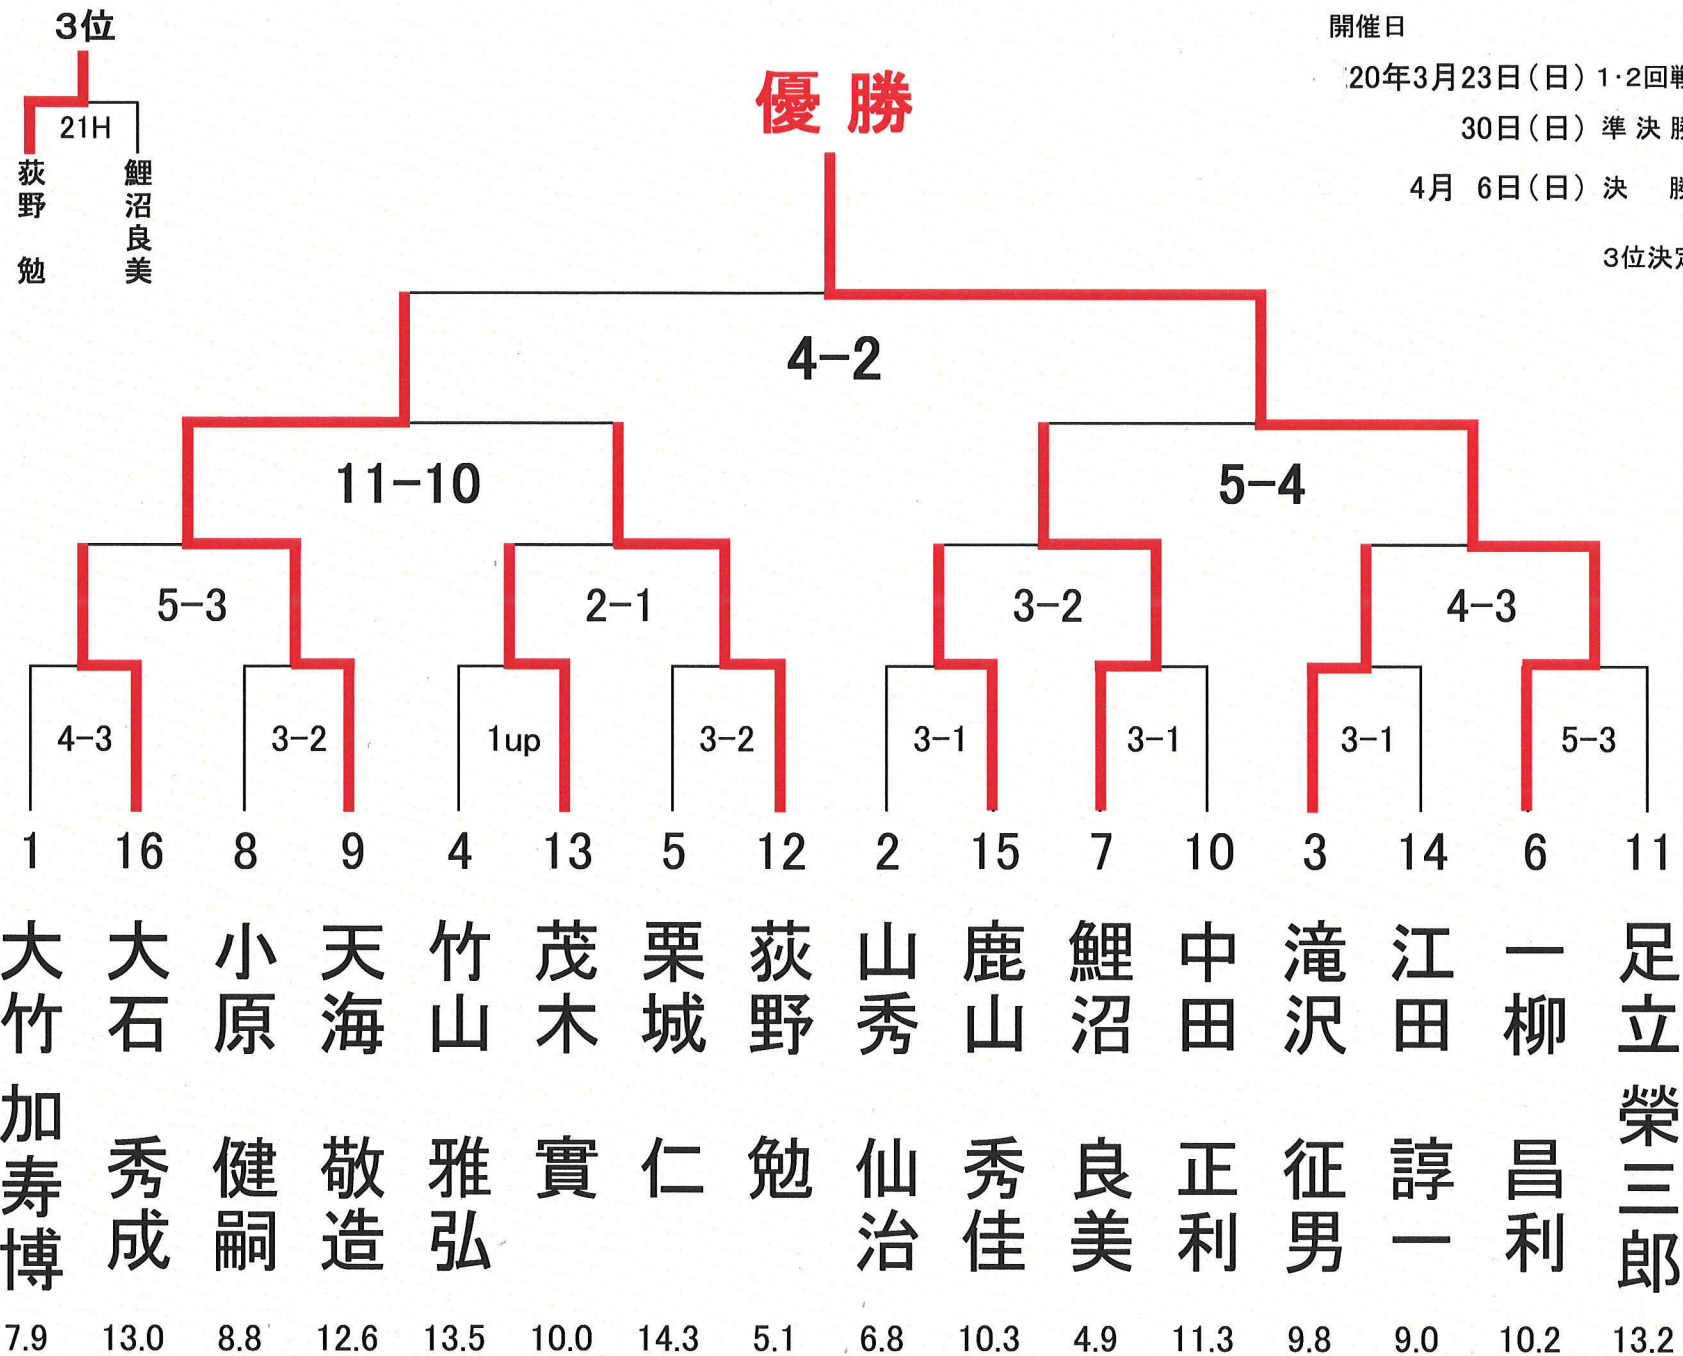 3位
21H
荻野 勉
鯉沼良美
優勝
開催日
20年3月23日(日) 1・2回戦
30日(日) 準決勝
4月 6日(日) 決 勝
3位決定
4-2
11-10
5-4
5-3
2-1
3-2
4-3
4-3
3-2
1up
3-2
3-1
3-1
3-1
5-3
1 16 8 9 4 13 5 12 2 15 7 10 3 14 6 11
大竹 加寿博
大石 秀成
小原 健嗣
天海 敬造
竹山 雅弘
茂木 實
栗城 仁
荻野 勉
山秀 仙治
鹿山 秀佳
鯉沼 良美
中田 正利
滝沢 征男
江田 諄一
一柳 昌利
足立 榮三郎
7.9 13.0 8.8 12.6 13.5 10.0 14.3 5.1 6.8 10.3 4.9 11.3 9.8 9.0 10.2 13.2